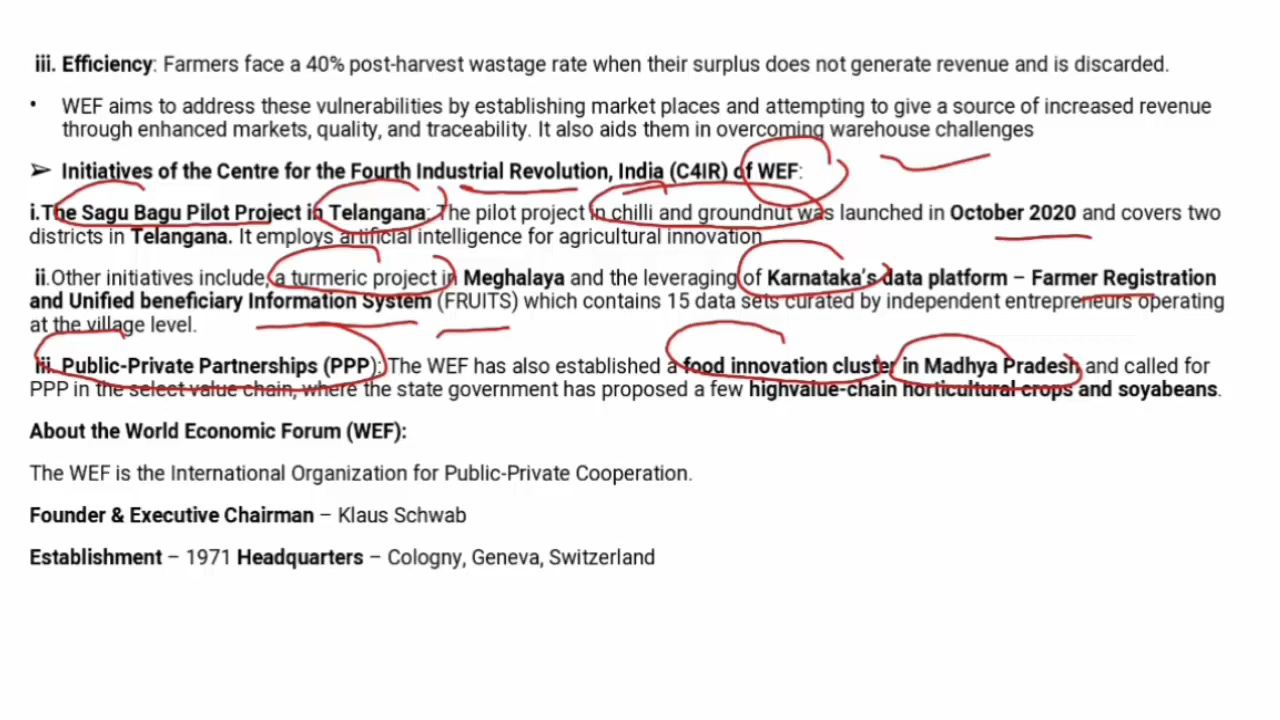 iii. Efficiency: Farmers face a 40% post-harvest wastage rate when their surplus does not generate revenue and is discarded.
• WEF aims to address these vulnerabilities by establishing market places and attempting to give a source of increased revenue
through enhanced markets, quality, and traceability. It also aids them in overcoming warehouse challenges
➢ Initiatives of the Centre for the Fourth Industrial Revolution, India (C4IR) of WEF:
i.The Sagu Bagu Pilot Project in Telangana: The pilot project in chilli and groundnut was launched in October 2020 and covers two
districts in Telangana. It employs artificial intelligence for agricultural innovation
ii.Other initiatives include, a turmeric project in Meghalaya and the leveraging of Karnataka's data platform – Farmer Registration
and Unified beneficiary Information System (FRUITS) which contains 15 data sets curated by independent entrepreneurs operating
at the village level.
iii. Public-Private Partnerships (PPP): The WEF has also established a food innovation cluster in Madhya Pradesh and called for
PPP in the select value chain, where the state government has proposed a few highvalue-chain horticultural crops and soyabeans.
About the World Economic Forum (WEF):
The WEF is the International Organization for Public-Private Cooperation.
Founder & Executive Chairman – Klaus Schwab
Establishment – 1971 Headquarters – Cologny, Geneva, Switzerland